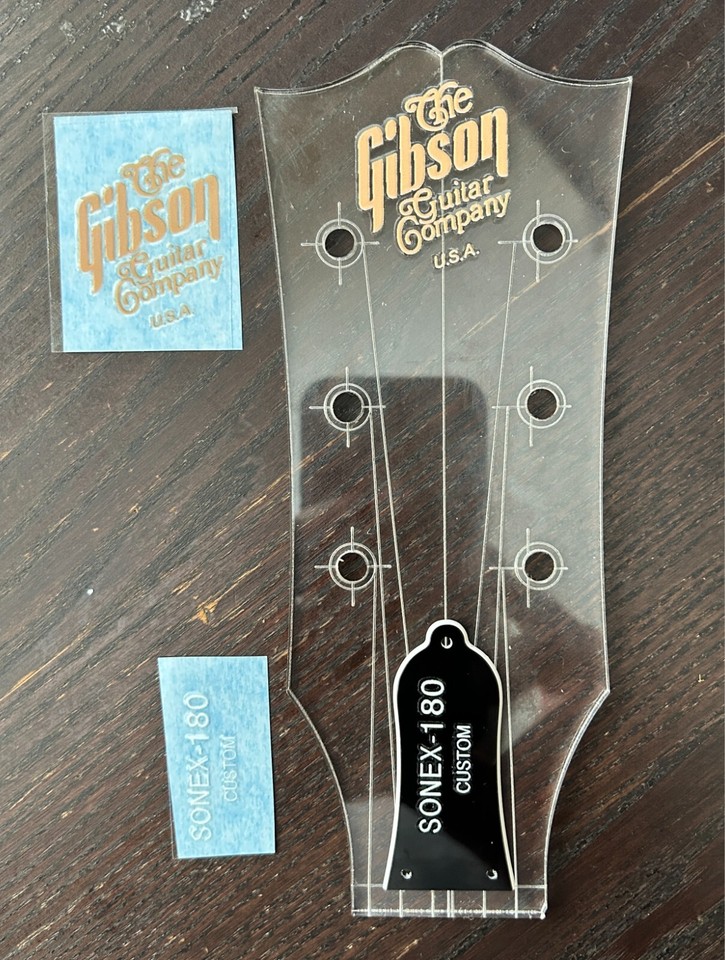 The
Gibson
Guitar
Company
U.S.A.
The
Gibson
Guitar
Company
U.S.A.
SONEX-180
CUSTOM
SONEX-180
CUSTOM